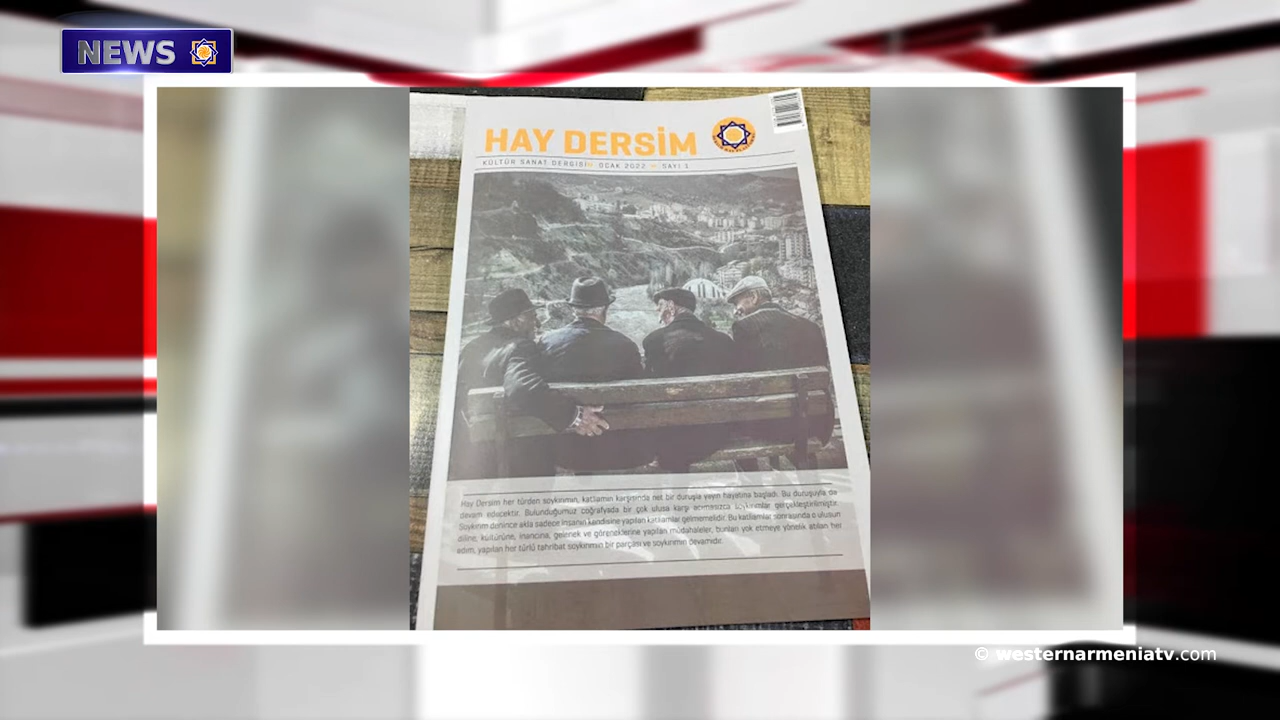 NEWS
HAY DERSİM
KÜLTÜR SANAT DERGİSİ OCAK 2022 SAYI 1
Hay Dersim her türden soykırımın, katliamın karşısında net bir duruşla yayın hayatına başladı. Bu duruşuyla da
devam edecektir. Bulunduğumuz coğrafyada bir çok ulusa karşı acımasızca soykırımlar gerçekleştirilmiştir.
Soykırım denince akla sadece insanın kendisine yapılan katliamlar gelmemelidir. Bu katliamlar sonrasında o ulusun
diline, kültürüne, inancına, gelenek ve göreneklerine yapılan müdahaleler, bunları yok etmeye yönelik atılan her
adım, yapılan her türlü tahribat soykırımın bir parçası ve soykırımın devamıdır.
© westernarmeniatv.com